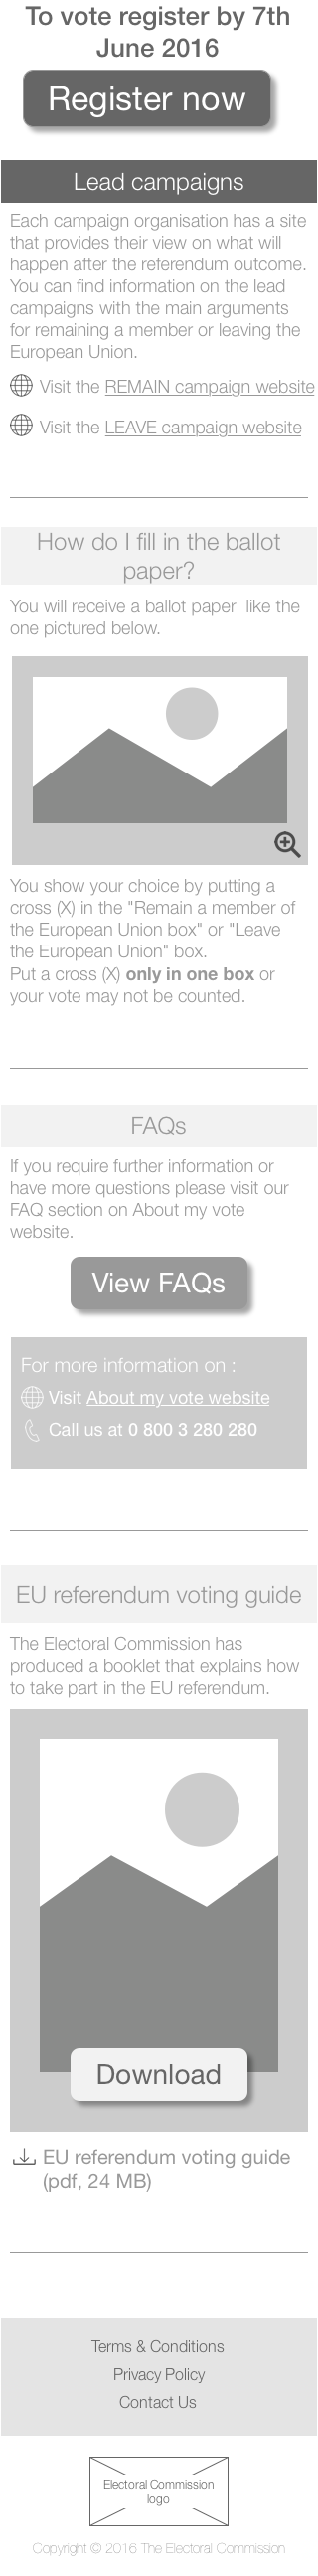 To vote register by 7th
June 2016
Register now
Lead campaigns
Each campaign organisation has a site
that provides their view on what will
happen after the referendum outcome.
You can find information on the lead
campaigns with the main arguments
for remaining a member or leaving the
European Union.
Visit the REMAIN campaign website
Visit the LEAVE campaign website
How do I fill in the ballot
paper?
You will receive a ballot paper like the
one pictured below.
You show your choice by putting a
cross (X) in the "Remain a member of
the European Union box" or "Leave
the European Union" box.
Put a cross (X) only in one box or
your vote may not be counted.
FAQs
If you require further information or
have more questions please visit our
FAQ section on About my vote
website.
View FAQs
For more information on :
Visit About my vote website
Call us at 0 800 3 280 280
EU referendum voting guide
The Electoral Commission has
produced a booklet that explains how
to take part in the EU referendum.
Download
EU referendum voting guide
(pdf, 24 MB)
Terms & Conditions
Privacy Policy
Contact Us
Electoral Commission
logo
Copyright © 2016 The Electoral Commission